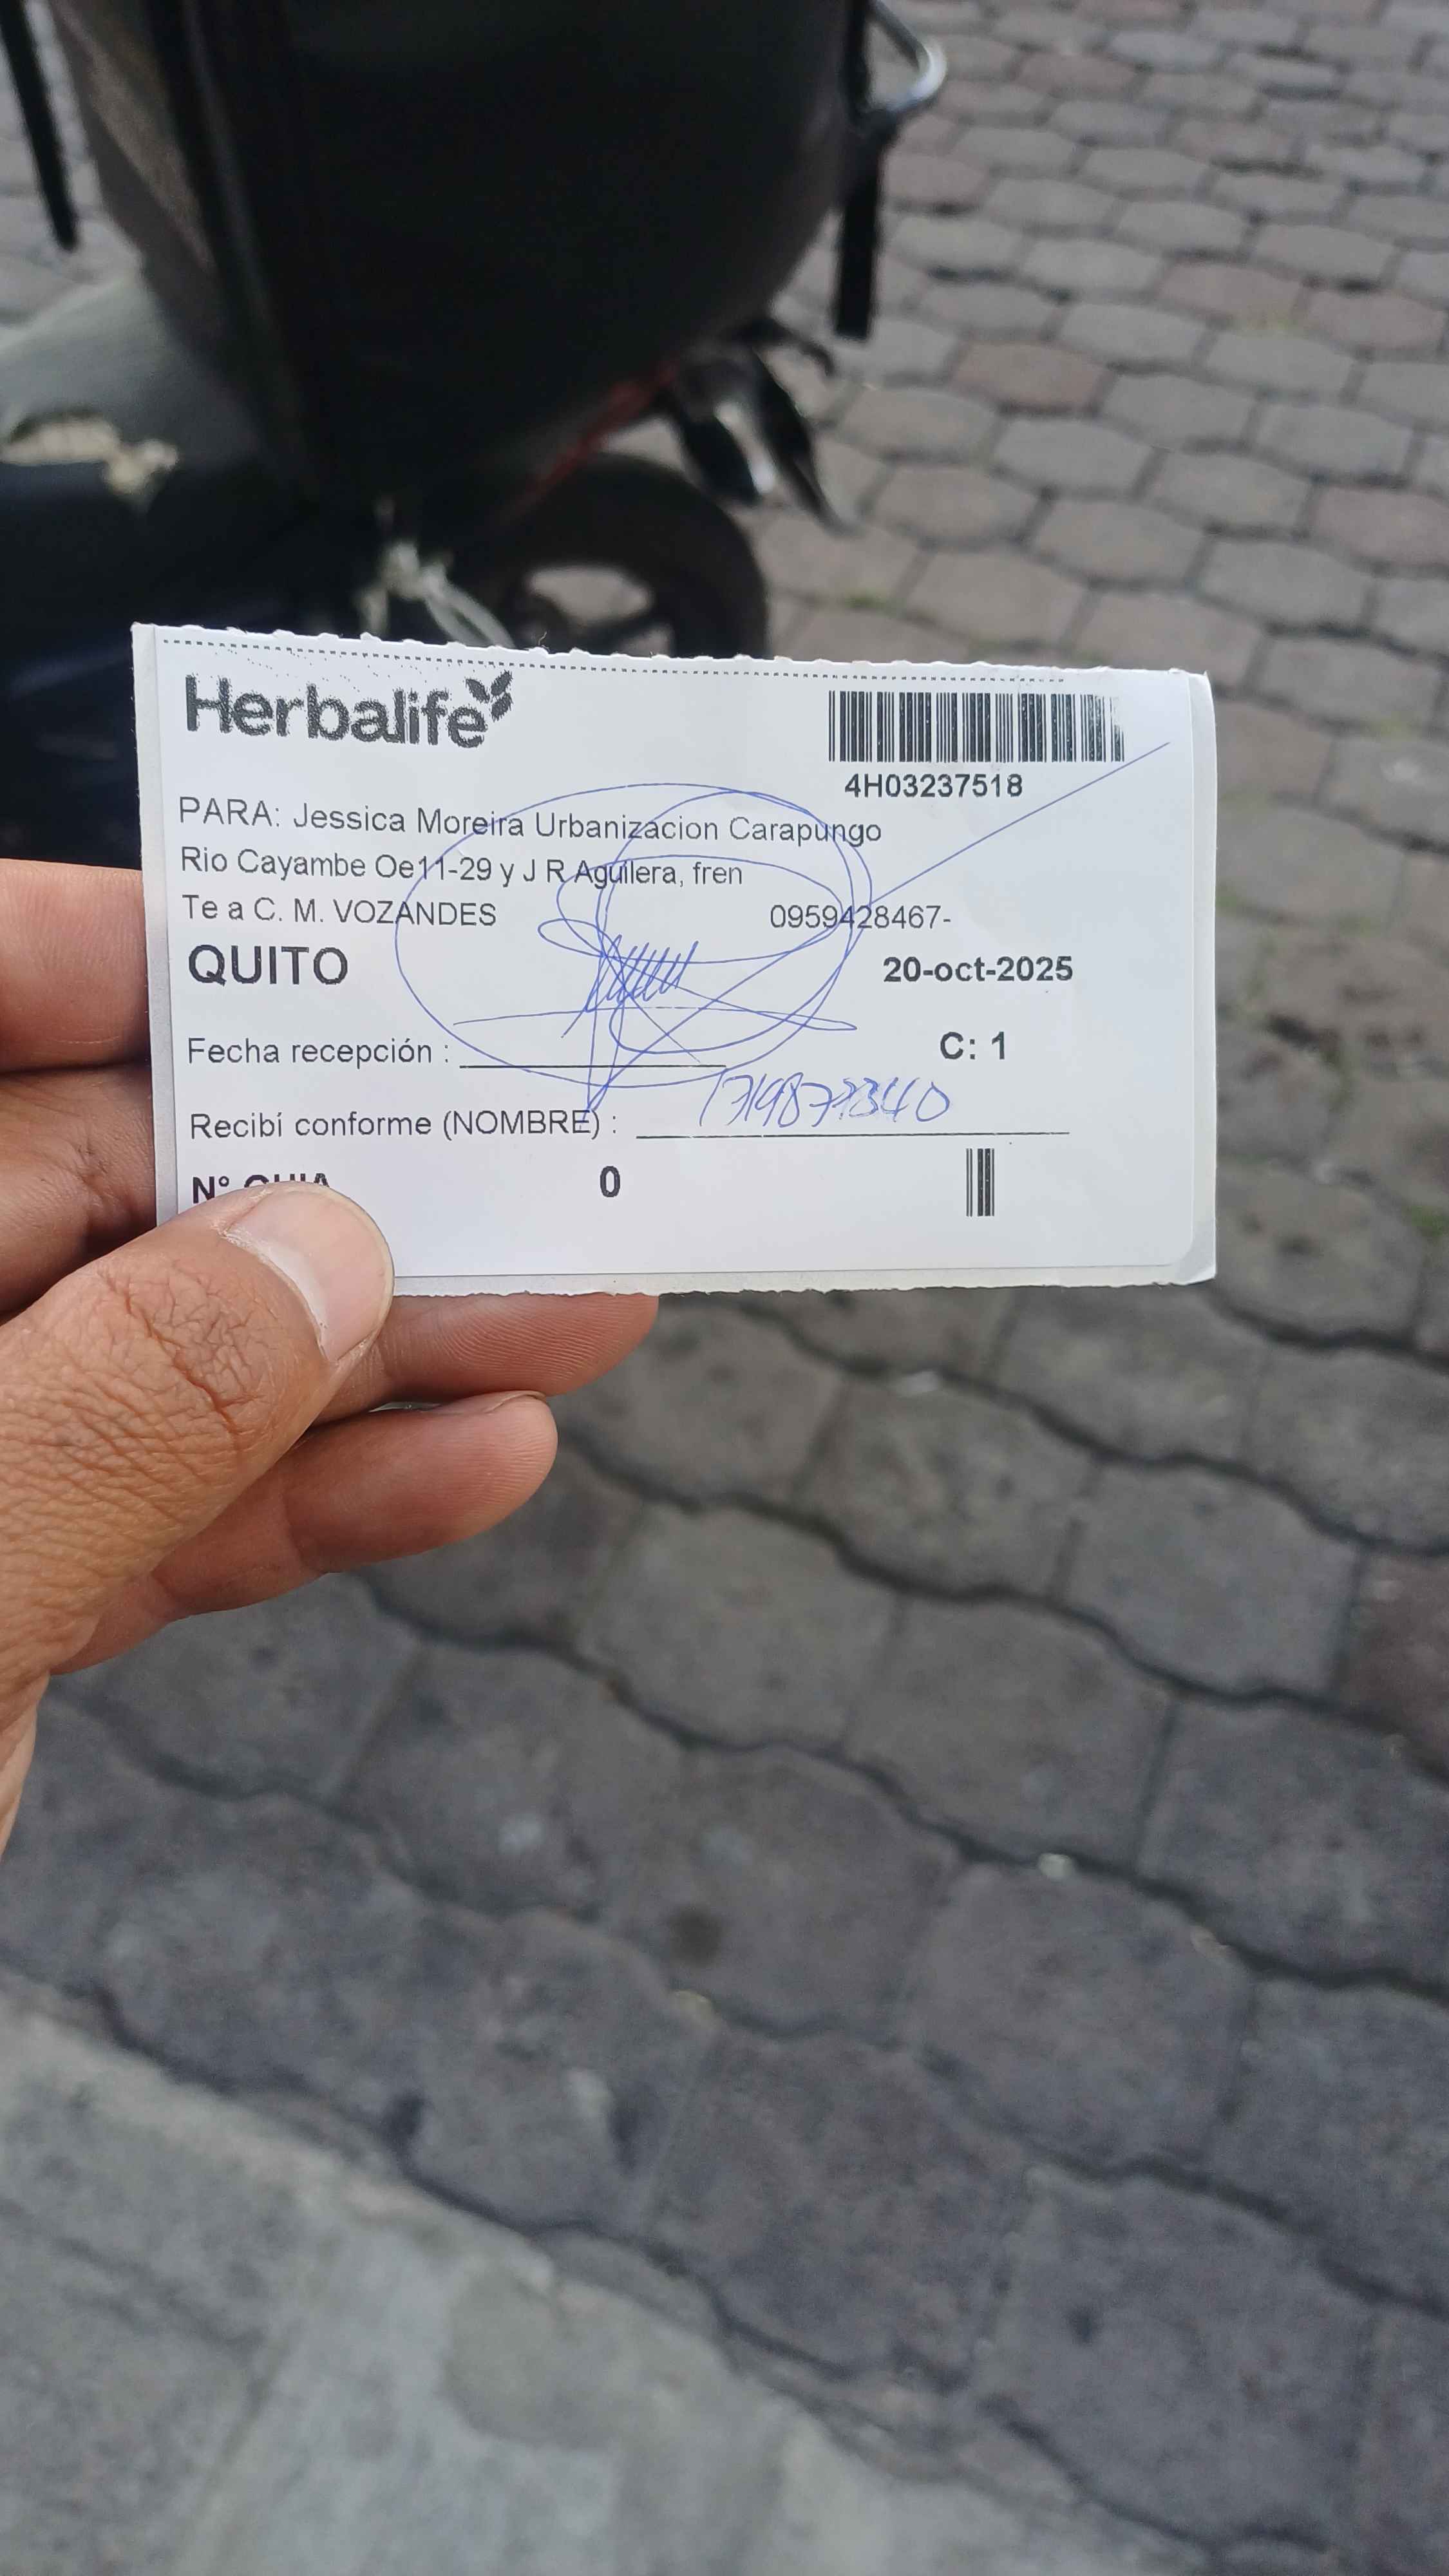 Herbalife
4H03237518
PARA: Jessica Moreira Urbanizacion Carapungo
Rio Cayambe Oe11-29 y J R Aguilera, fren
Te a C. M. VOZANDES 0959428467-
QUITO 20-oct-2025
Fecha recepción : C: 1
Recibí conforme (NOMBRE) :
N° GUIA 0